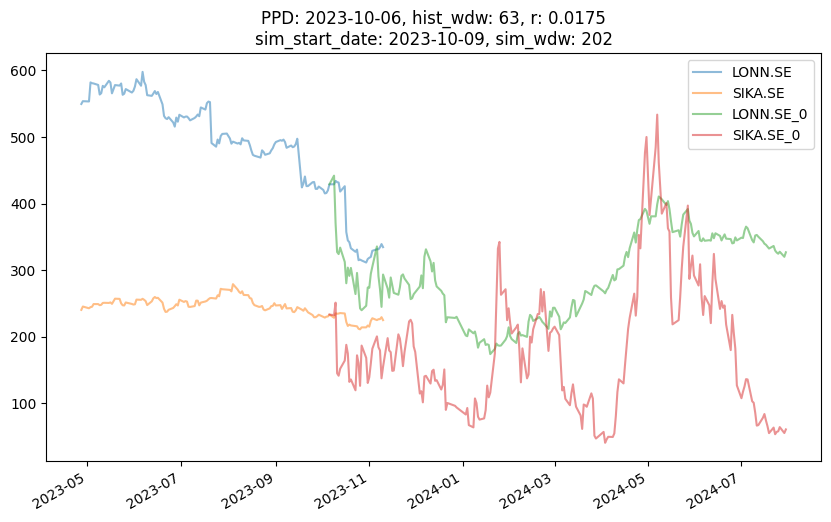 PPD: 2023-10-06, hist_wdw: 63, r: 0.0175
sim_start_date: 2023-10-09, sim_wdw: 202
LONN.SE
SIKA.SE
LONN.SE_0
SIKA.SE_0
600
500
400
300
200
100
2023-05
2023-07
2023-09
2023-11
2024-01
2024-03
2024-05
2024-07